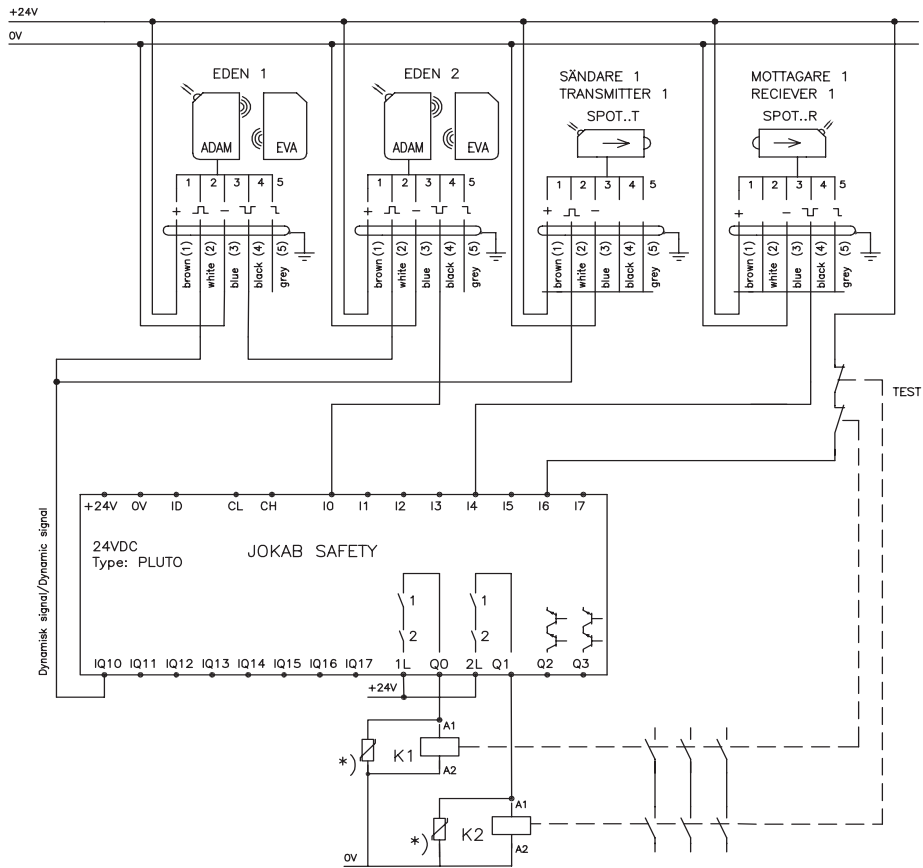 +24V
0V
EDEN 1
EDEN 2
SÄNDARE 1
TRANSMITTER 1
SPOT..T
MOTTAGARE 1
RECIEVER 1
SPOT..R
ADAM
EVA
ADAM
EVA
1 2 3 4 5
1 2 3 4 5
1 2 3 4 5
1 2 3 4 5
+ −
+ −
+ −
+ −
brown (1)
white (2)
blue (3)
black (4)
grey (5)
brown (1)
white (2)
blue (3)
black (4)
grey (5)
brown (1)
white (2)
blue (3)
black (4)
grey (5)
brown (1)
white (2)
blue (3)
black (4)
grey (5)
TEST
Dynamisk signal/Dynamic signal
+24V 0V ID CL CH I0 I1 I2 I3 I4 I5 I6 I7
24VDC
Type: PLUTO
JOKAB SAFETY
1
2
1
2
IQ10 IQ11 IQ12 IQ13 IQ14 IQ15 IQ16 IQ17 1L Q0 2L Q1 Q2 Q3
+24V
A1
*) K1
A2
A1
*) K2
A2
0V